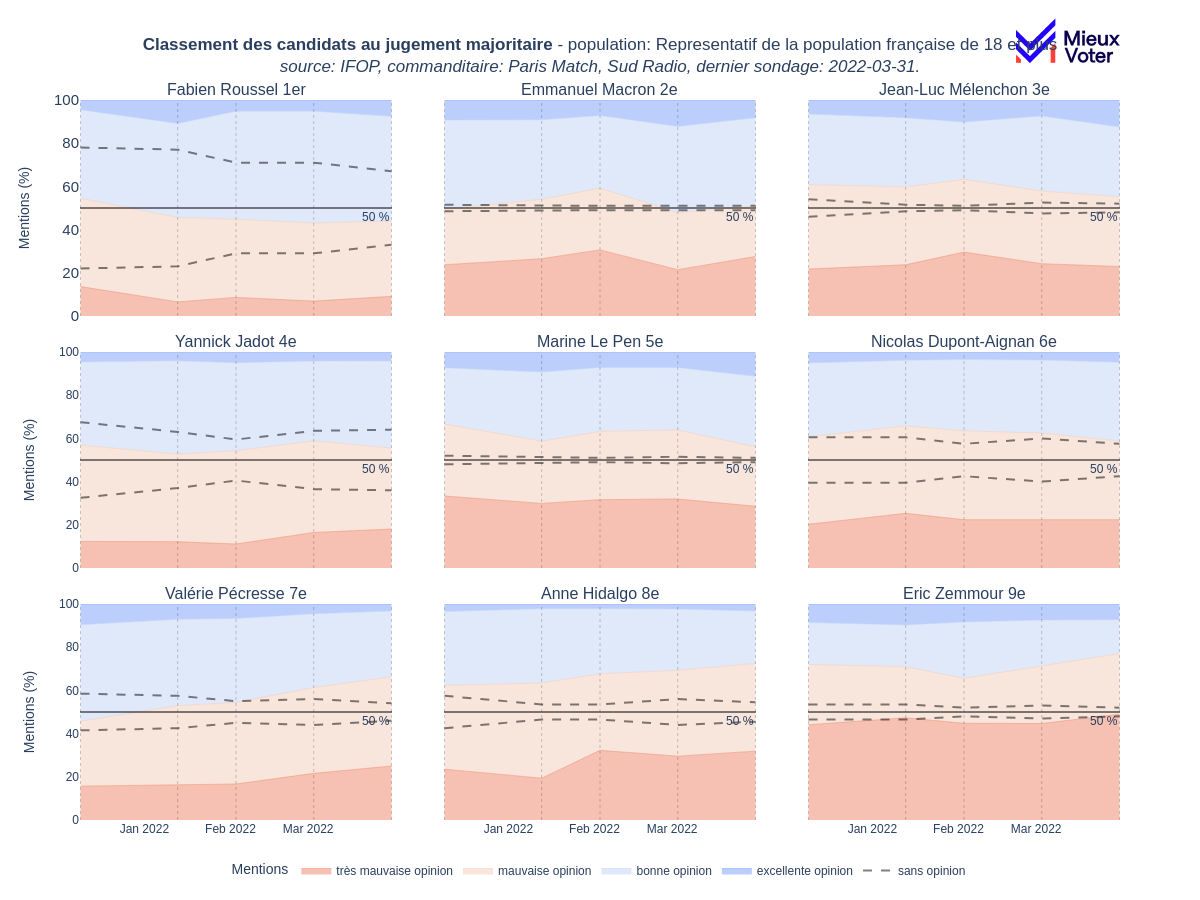 Classement des candidats au jugement majoritaire - population: Representatif de la population française de 18 et plus
source: IFOP, commanditaire: Paris Match, Sud Radio, dernier sondage: 2022-03-31.
Mieux
Voter
Fabien Roussel 1er
Emmanuel Macron 2e
Jean-Luc Mélenchon 3e
Mentions (%)
100
80
60
40
20
0
50 %
50 %
50 %
Yannick Jadot 4e
Marine Le Pen 5e
Nicolas Dupont-Aignan 6e
Mentions (%)
100
80
60
40
20
0
50 %
50 %
50 %
Valérie Pécresse 7e
Anne Hidalgo 8e
Eric Zemmour 9e
Mentions (%)
100
80
60
40
20
0
50 %
50 %
50 %
Jan 2022 Feb 2022 Mar 2022
Jan 2022 Feb 2022 Mar 2022
Jan 2022 Feb 2022 Mar 2022
Mentions très mauvaise opinion mauvaise opinion bonne opinion excellente opinion sans opinion